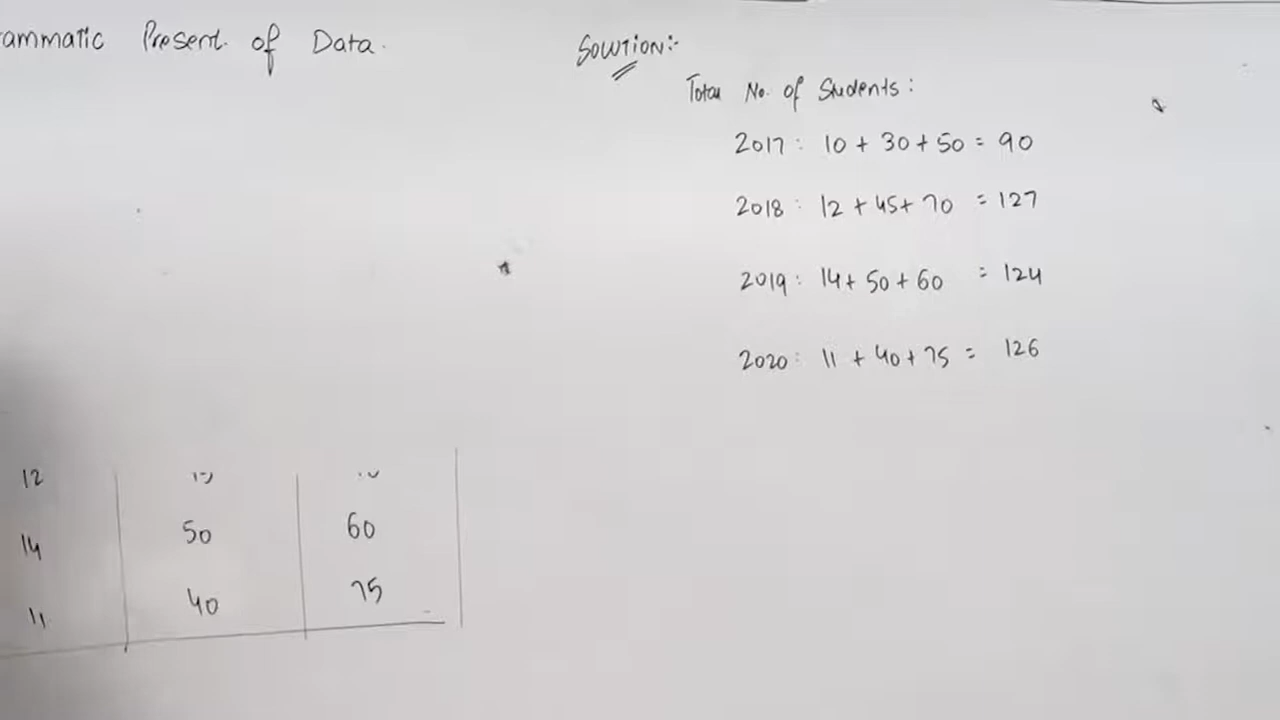 ammatic Present. of Data.
Solution:-
Total No. of Students :
2017 : 10 + 30 + 50 = 90
2018 : 12 + 45 + 70 = 127
2019 : 14 + 50 + 60 = 124
2020 : 11 + 40 + 75 = 126
12
14 50 60
11 40 75